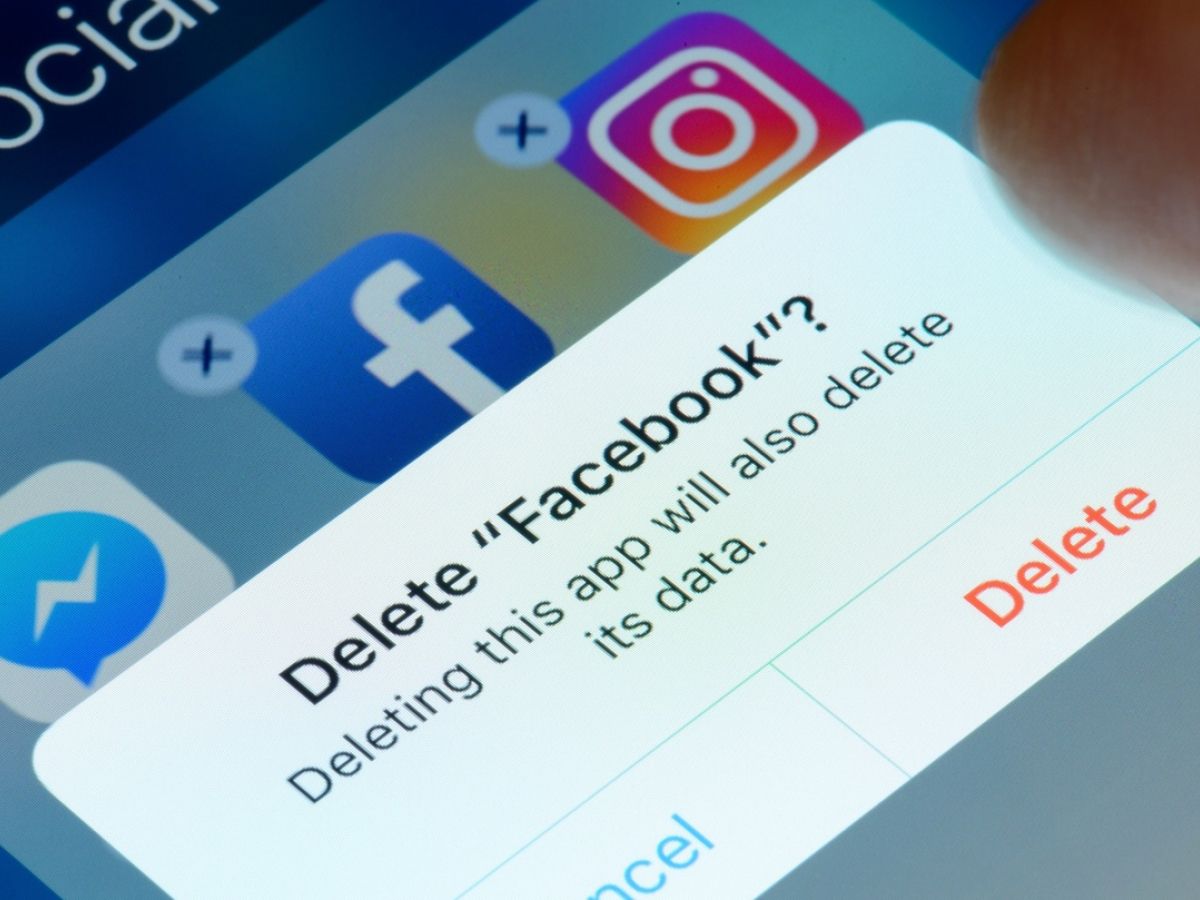 ocial
Delete "Facebook"?
Deleting this app will also delete
its data.
ncel
Delete